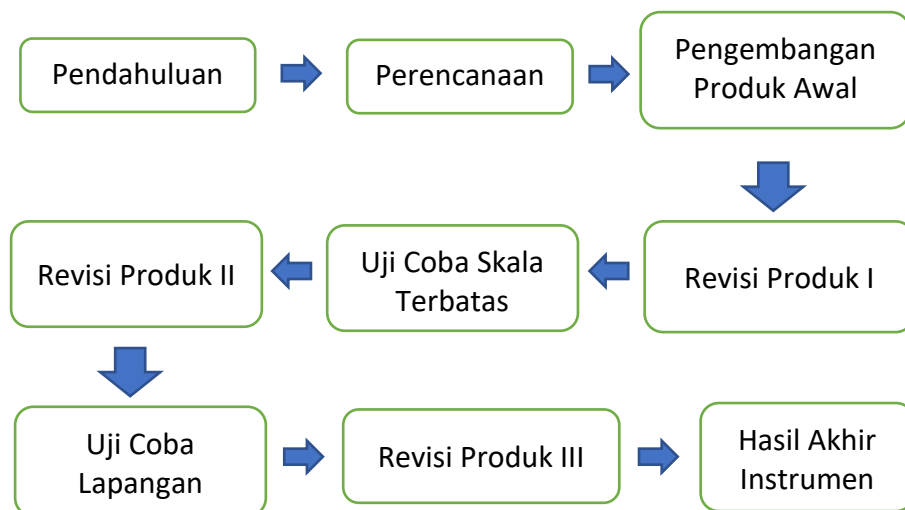 Pendahuluan
Perencanaan
Pengembangan
Produk Awal
Revisi Produk I
Uji Coba Skala
Terbatas
Revisi Produk II
Uji Coba
Lapangan
Revisi Produk III
Hasil Akhir
Instrumen